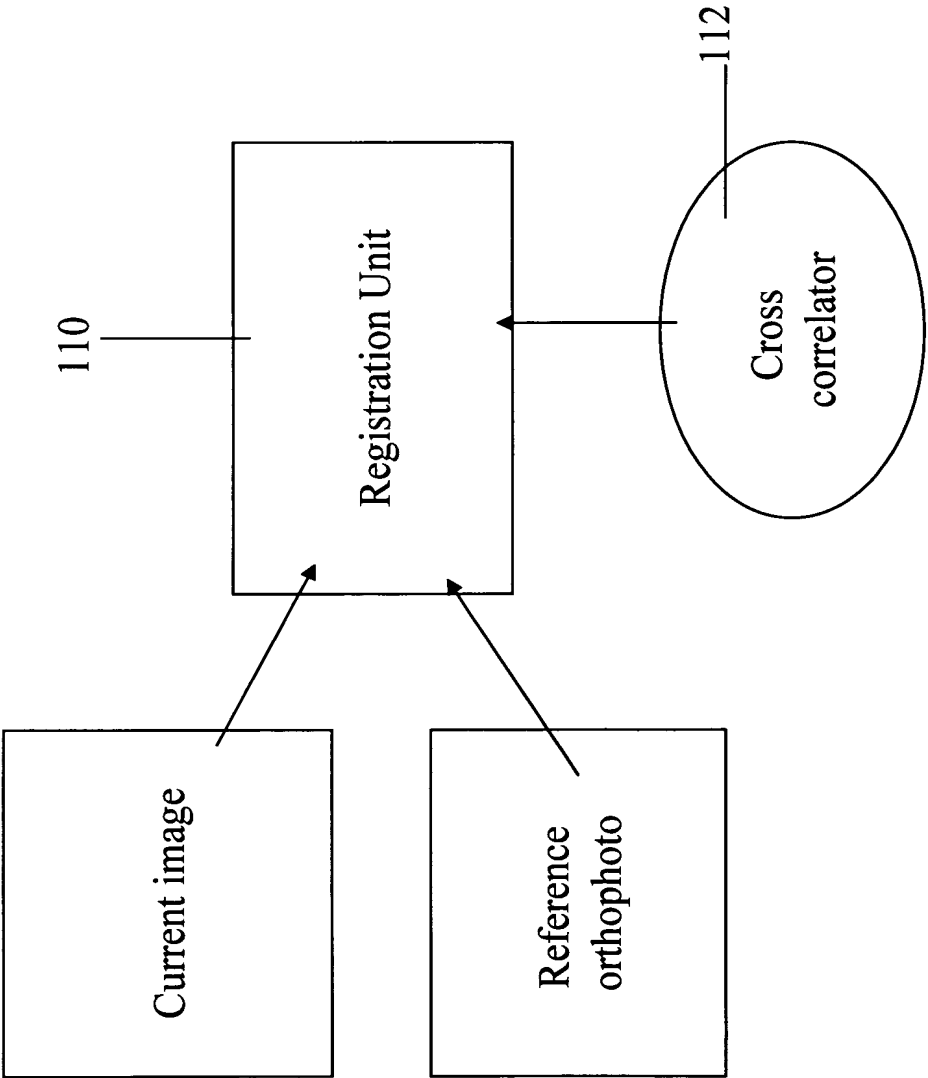 110
Current image
Registration Unit
Reference
orthophoto
Cross
correlator
112